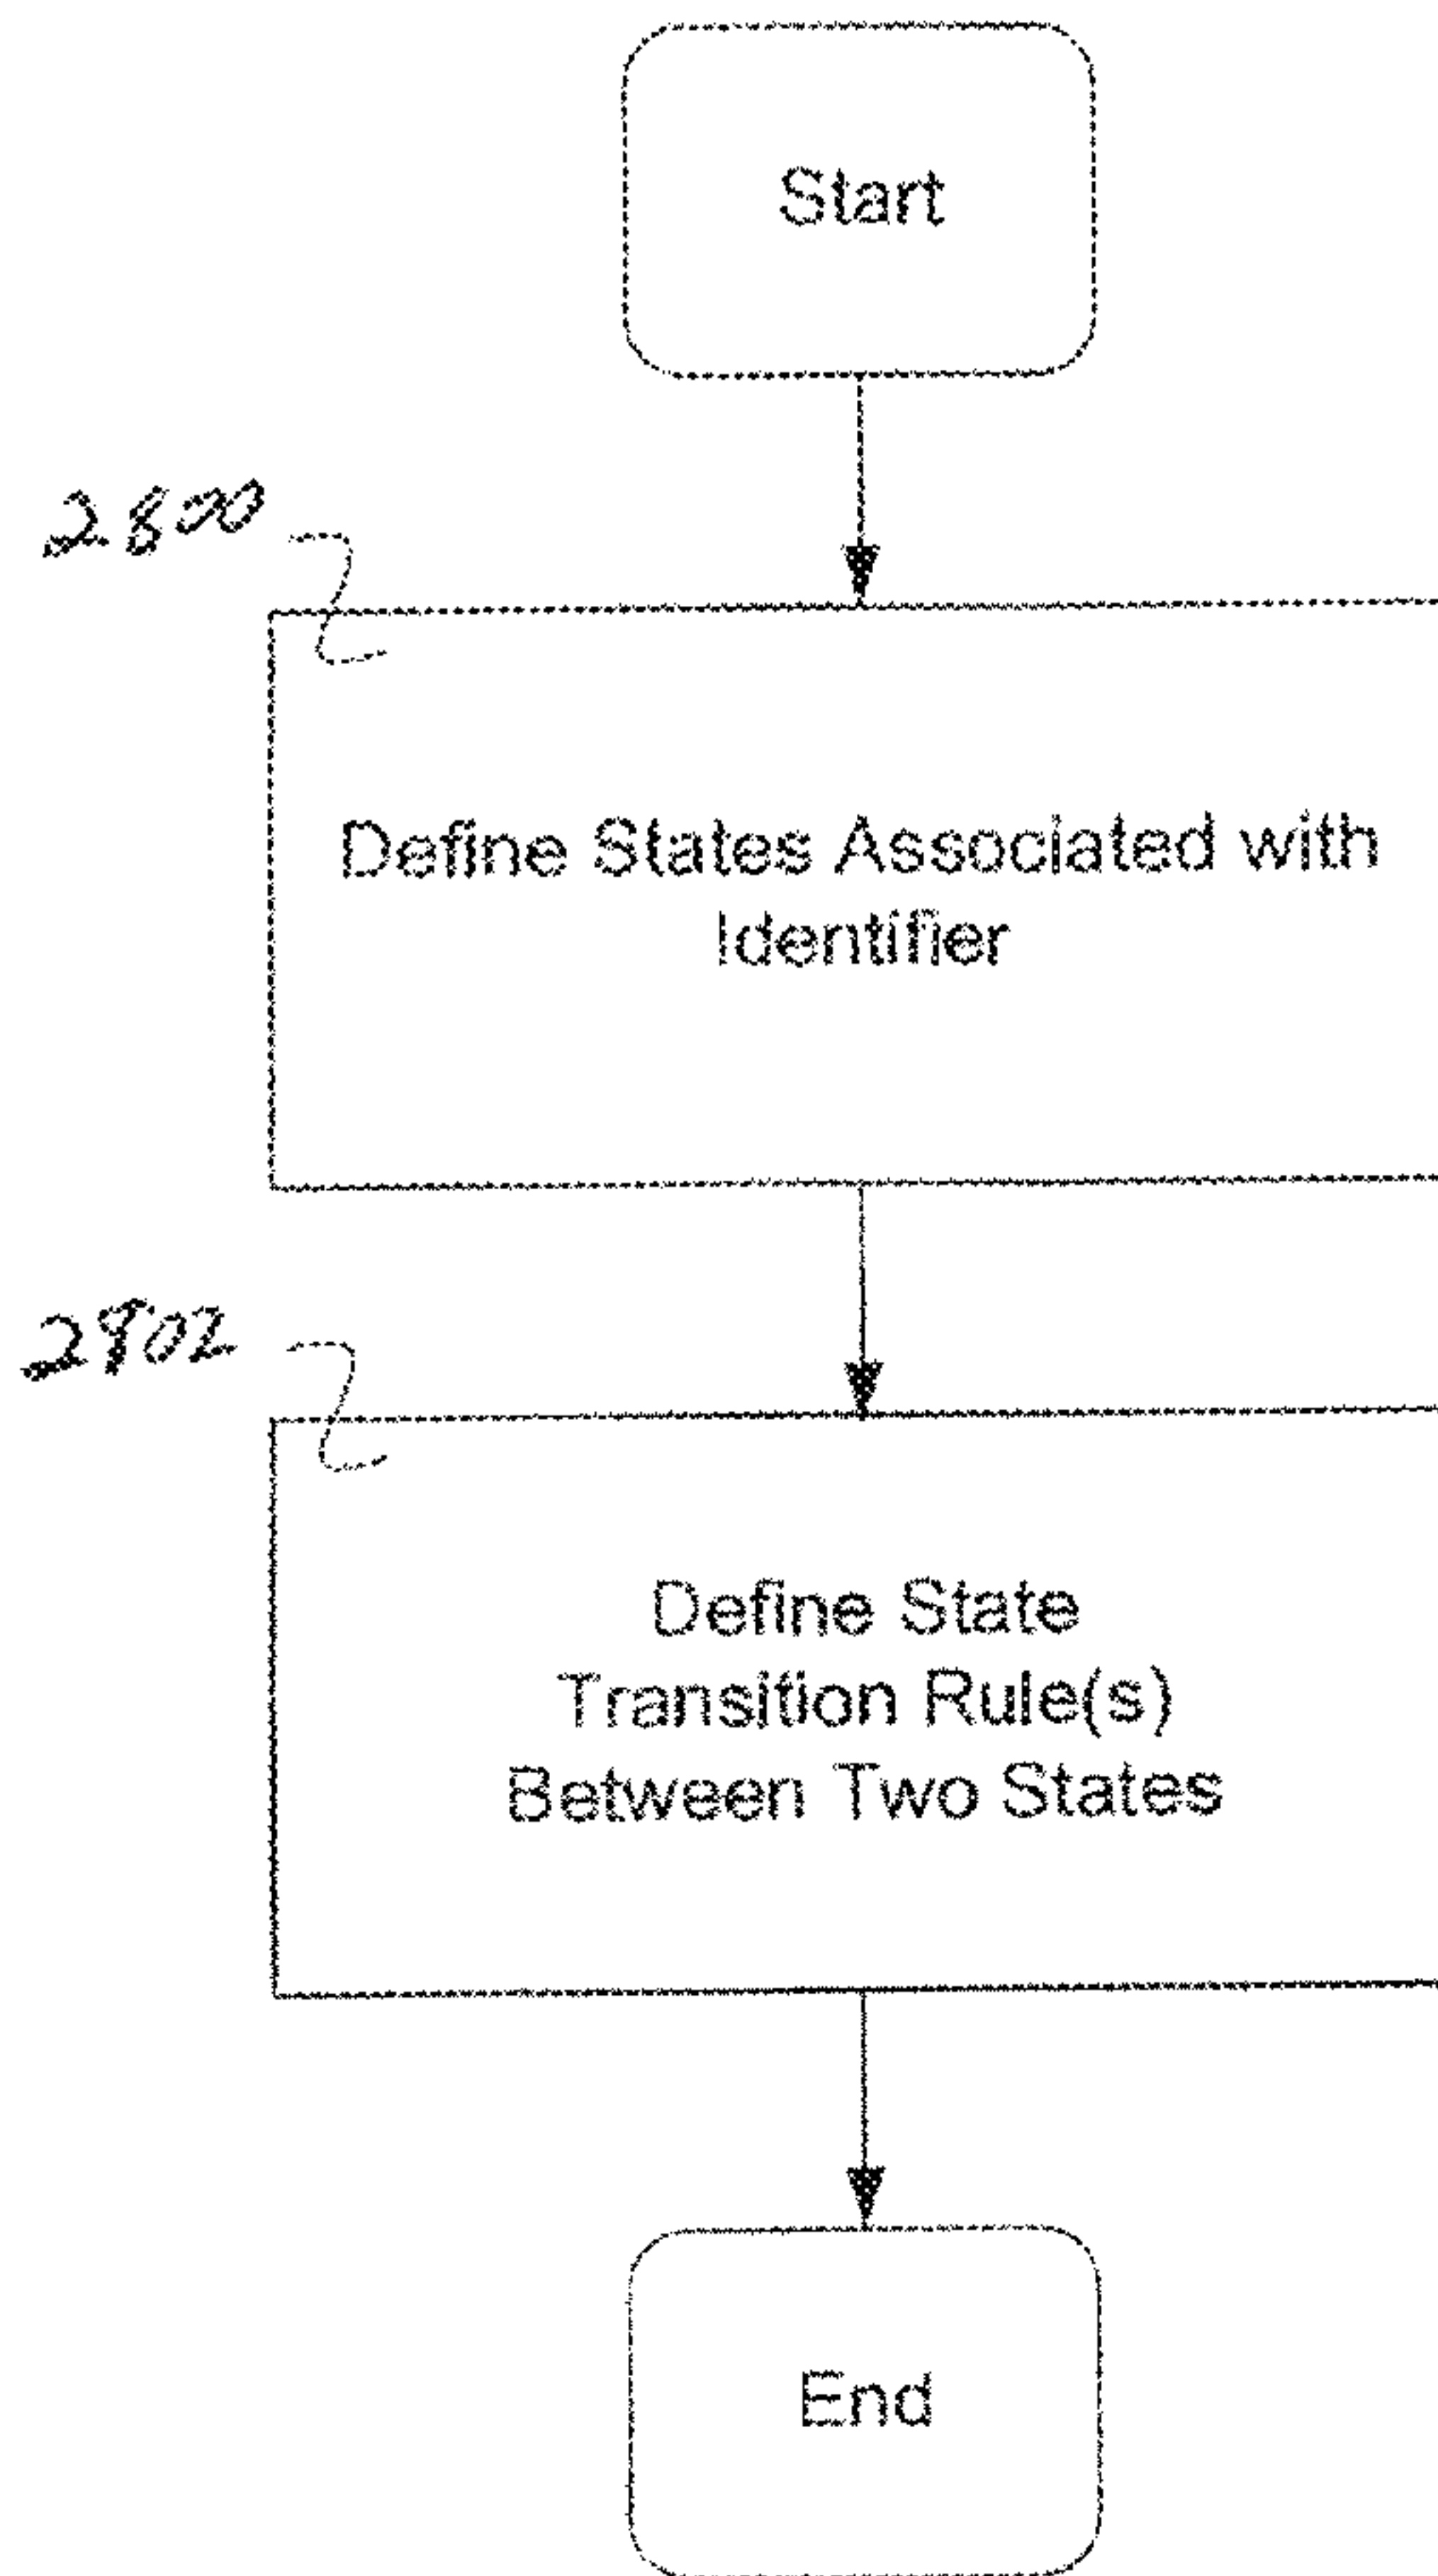 Start
2800
Define States Associated with
Identifier
2802
Define State
Transition Rule(s)
Between Two States
End